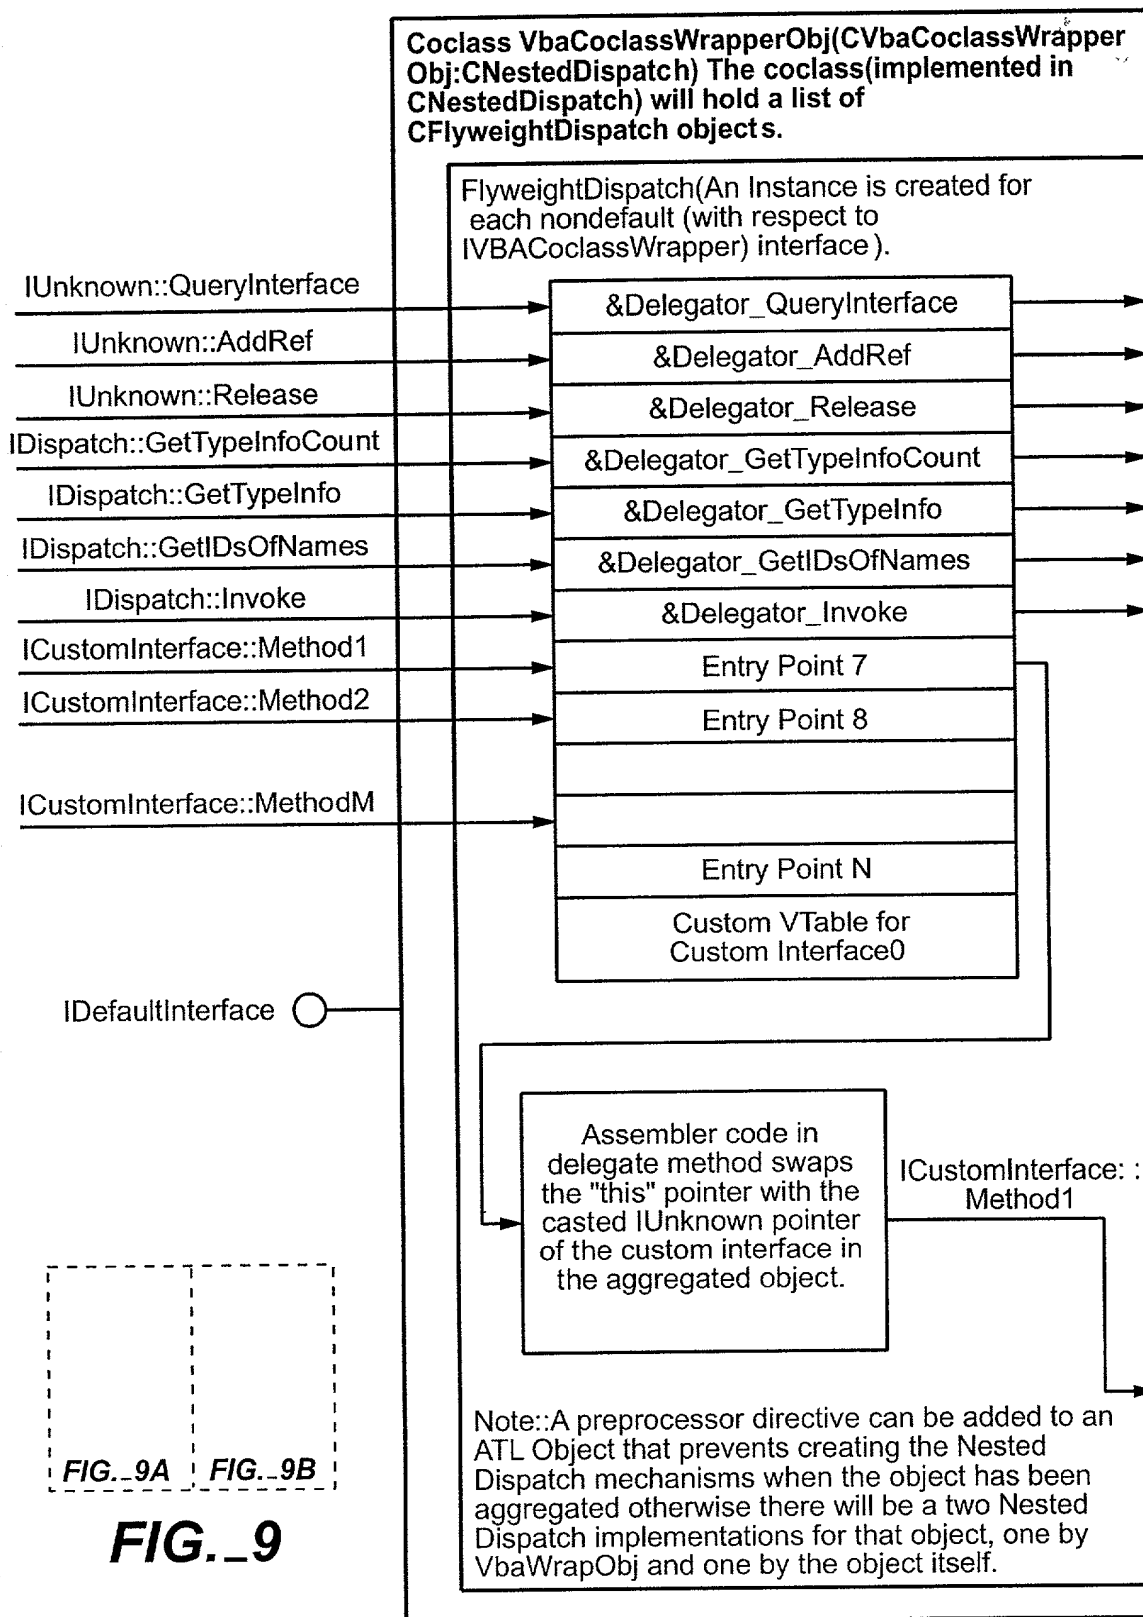 Coclass VbaCoclassWrapperObj(CVbaCoclassWrapper
Obj:CNestedDispatch) The coclass(implemented in
CNestedDispatch) will hold a list of
CFlyweightDispatch objects.
FlyweightDispatch(An Instance is created for
each nondefault (with respect to
IVBACoclassWrapper) interface).
IUnknown::QueryInterface
&Delegator_QueryInterface
IUnknown::AddRef
&Delegator_AddRef
IUnknown::Release
&Delegator_Release
IDispatch::GetTypeInfoCount
&Delegator_GetTypeInfoCount
IDispatch::GetTypeInfo
&Delegator_GetTypeInfo
IDispatch::GetIDsOfNames
&Delegator_GetIDsOfNames
IDispatch::Invoke
&Delegator_Invoke
ICustomInterface::Method1
Entry Point 7
ICustomInterface::Method2
Entry Point 8
ICustomInterface::MethodM
Entry Point N
Custom VTable for
Custom Interface0
IDefaultInterface
Assembler code in
delegate method swaps
the "this" pointer with the
casted IUnknown pointer
of the custom interface in
the aggregated object.
ICustomInterface: :
Method1
Note::A preprocessor directive can be added to an
ATL Object that prevents creating the Nested
Dispatch mechanisms when the object has been
aggregated otherwise there will be a two Nested
Dispatch implementations for that object, one by
VbaWrapObj and one by the object itself.
FIG._9A
FIG._9B
FIG._9